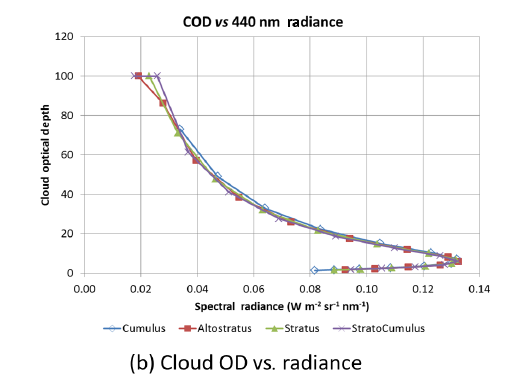 COD vs 440 nm radiance
120
100
80
60
40
20
0
Cloud optical depth
0.00 0.02 0.04 0.06 0.08 0.10 0.12 0.14
Spectral radiance (W m⁻² sr⁻¹ nm⁻¹)
Cumulus Altostratus Stratus StratoCumulus
(b) Cloud OD vs. radiance